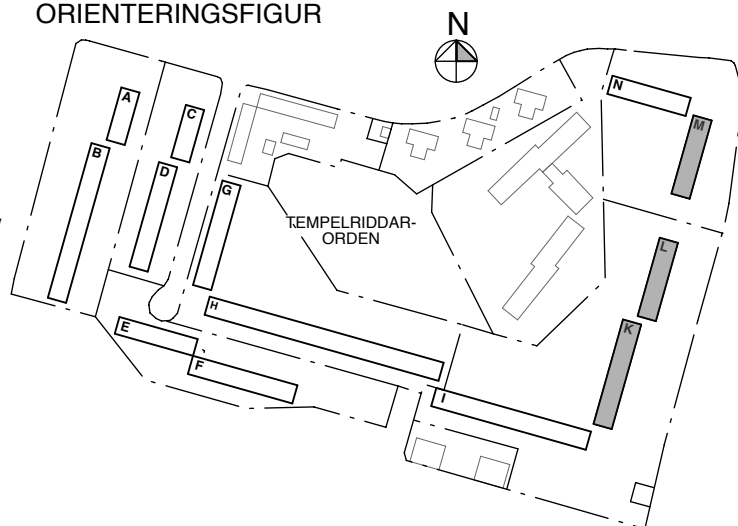 ORIENTERINGSFIGUR
N
N
A
C
M
B
D
G
TEMPELRIDDAR-
ORDEN
L
H
E
K
F
I